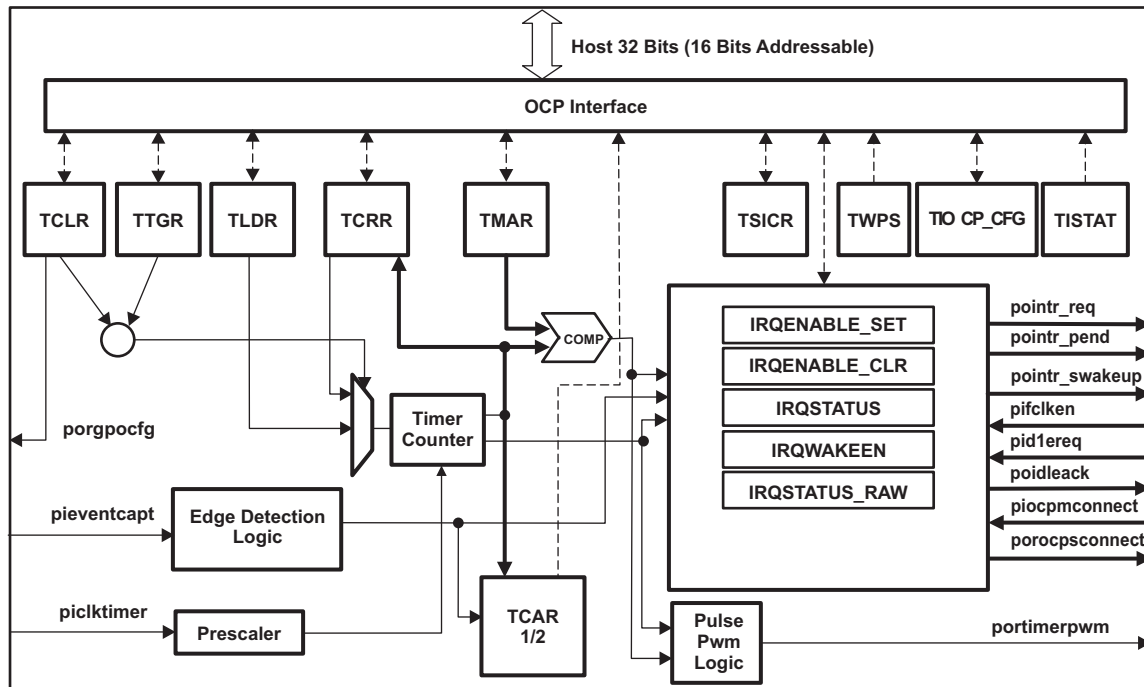 Host 32 Bits (16 Bits Addressable)
OCP Interface
TCLR
TTGR
TLDR
TCRR
TMAR
TSICR
TWPS
TIO CP_CFG
TISTAT
COMP
IRQENABLE_SET
IRQENABLE_CLR
IRQSTATUS
IRQWAKEEN
IRQSTATUS_RAW
pointr_req
pointr_pend
pointr_swakeup
pifclken
pid1ereq
poidleack
piocpmconnect
porocpsconnect
porgpocfg
Timer
Counter
pieventcapt
Edge Detection
Logic
piclktimer
Prescaler
TCAR
1/2
Pulse
Pwm
Logic
portimerpwm